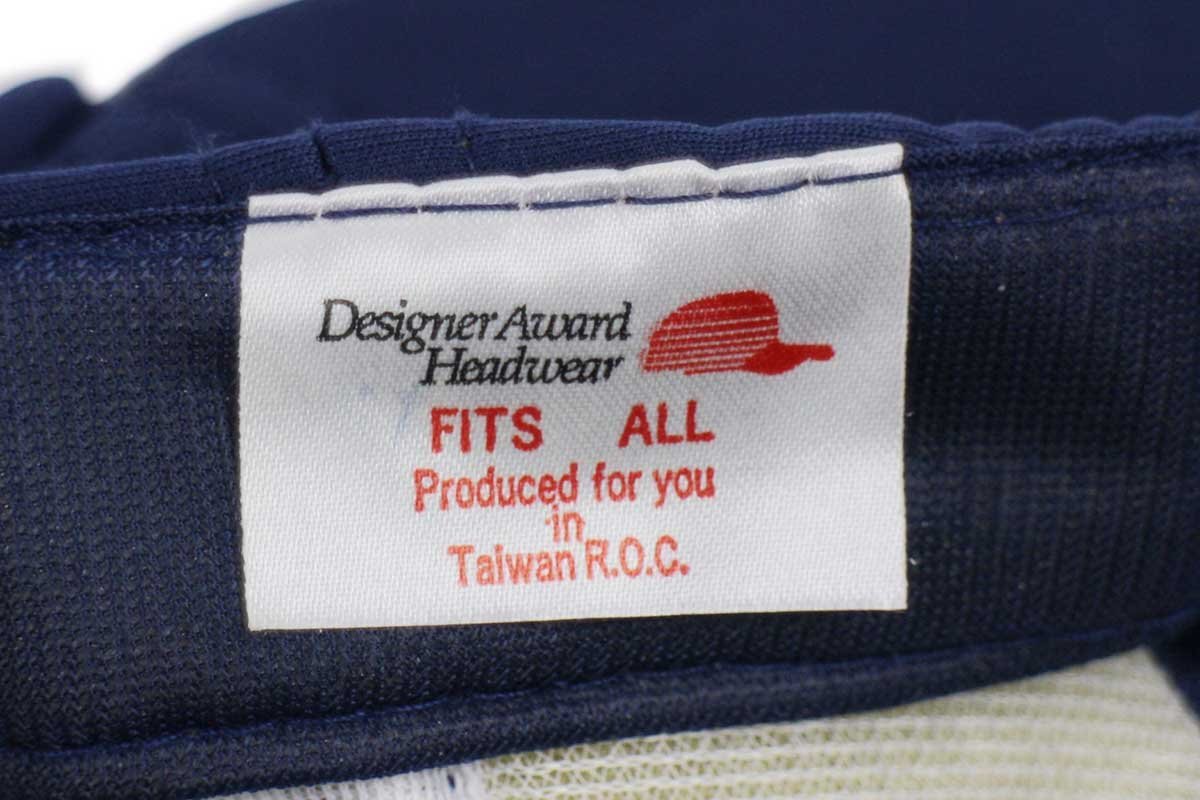 Designer Award
Headwear
FITS ALL
Produced for you
in
Taiwan R.O.C.